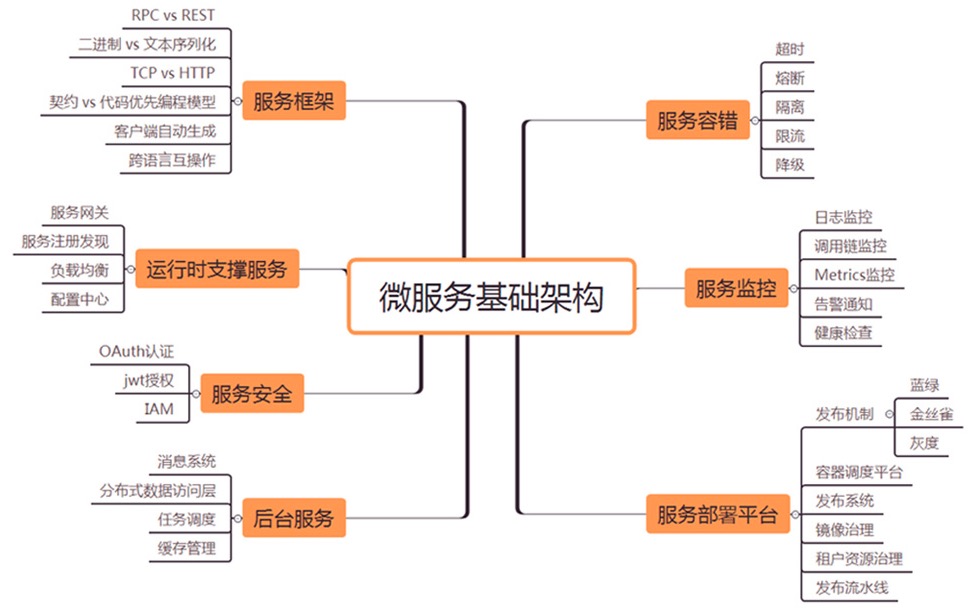 微服务基础架构
服务框架
RPC vs REST
二进制 vs 文本序列化
TCP vs HTTP
契约 vs 代码优先编程模型
客户端自动生成
跨语言互操作
运行时支撑服务
服务网关
服务注册发现
负载均衡
配置中心
服务安全
OAuth认证
jwt授权
IAM
后台服务
消息系统
分布式数据访问层
任务调度
缓存管理
服务容错
超时
熔断
隔离
限流
降级
服务监控
日志监控
调用链监控
Metrics监控
告警通知
健康检查
服务部署平台
发布机制
蓝绿
金丝雀
灰度
容器调度平台
发布系统
镜像治理
租户资源治理
发布流水线